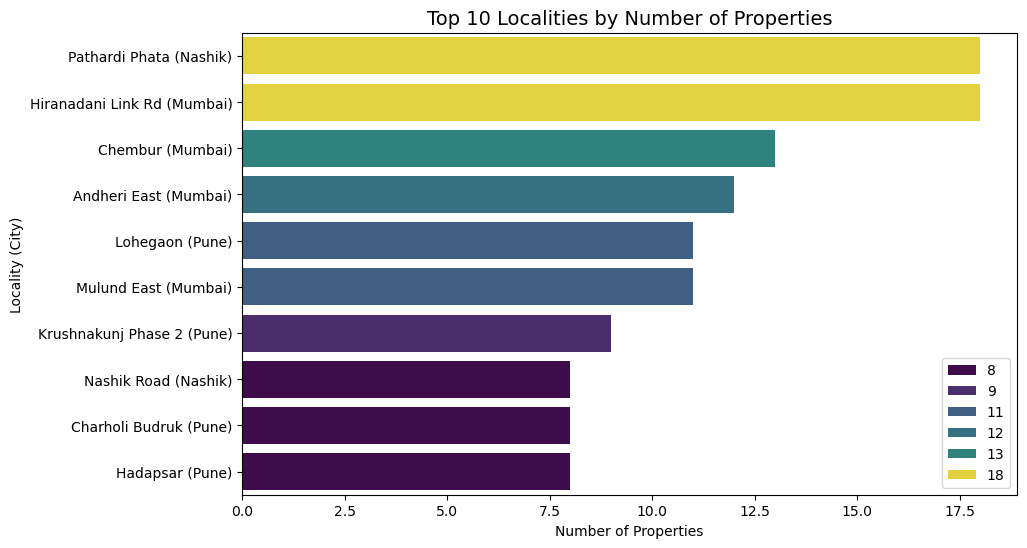 Top 10 Localities by Number of Properties
Locality (City)
Pathardi Phata (Nashik)
Hiranadani Link Rd (Mumbai)
Chembur (Mumbai)
Andheri East (Mumbai)
Lohegaon (Pune)
Mulund East (Mumbai)
Krushnakunj Phase 2 (Pune)
Nashik Road (Nashik)
Charholi Budruk (Pune)
Hadapsar (Pune)
8
9
11
12
13
18
0.0 2.5 5.0 7.5 10.0 12.5 15.0 17.5
Number of Properties